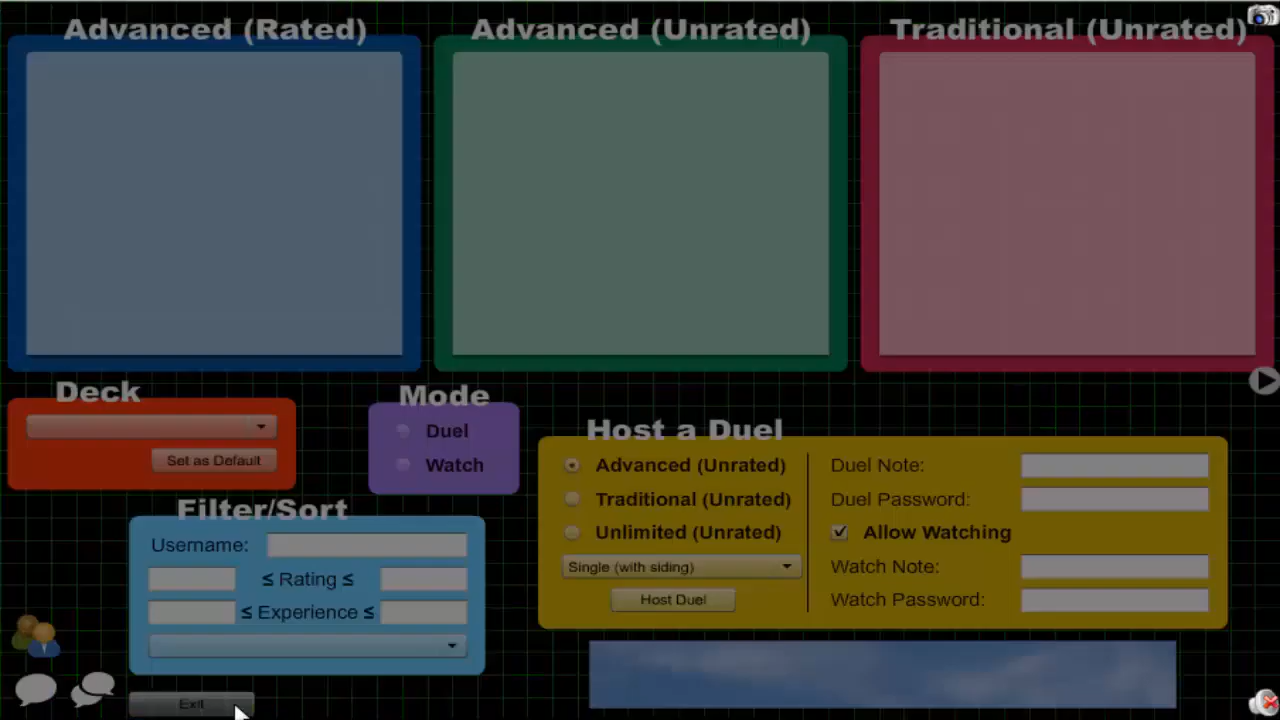 Advanced (Rated)
Advanced (Unrated)
Traditional (Unrated)
Deck
Set as Default
Mode
Duel
Watch
Filter/Sort
Username:
≤ Rating ≤
≤ Experience ≤
Exit
Host a Duel
Advanced (Unrated)
Traditional (Unrated)
Unlimited (Unrated)
Single (with siding)
Host Duel
Duel Note:
Duel Password:
Allow Watching
Watch Note:
Watch Password: